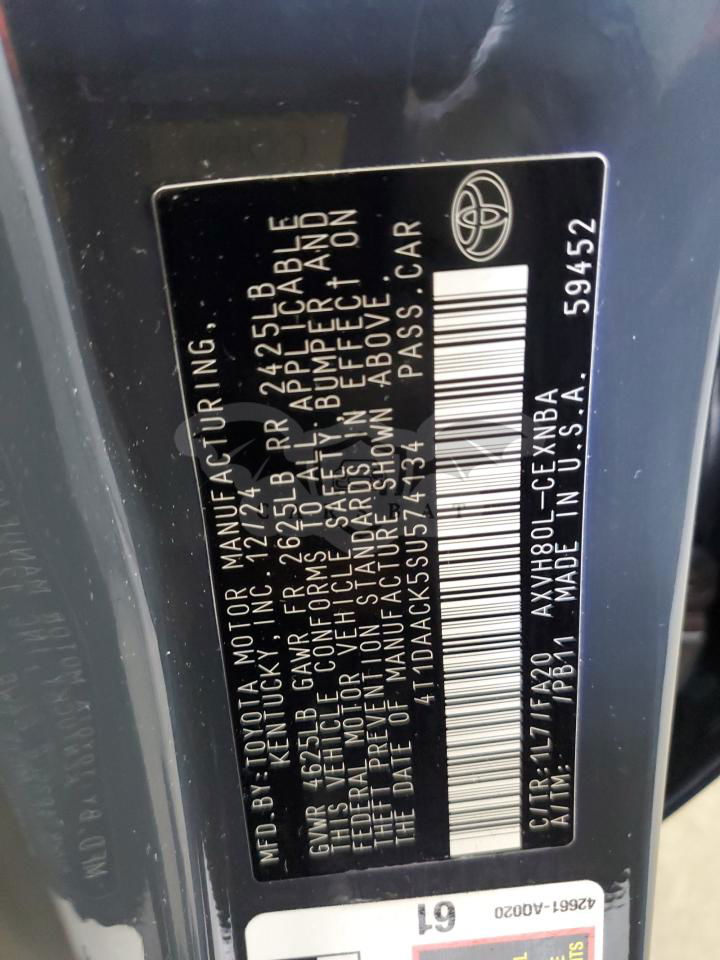 MFD.BY:TOYOTA MOTOR MANUFACTURING,
KENTUCKY,INC.12/24
GVWR 4625LB GAWR FR 2625LB RR 2425LB
THIS VEHICLE CONFORMS TO ALL APPLICABLE
FEDERAL MOTOR VEHICLE SAFETY, BUMPER, AND
THEFT PREVENTION STANDARDS IN EFFECT ON
THE DATE OF MANUFACTURE SHOWN ABOVE.
4T1DAACK5SU574134 PASS.CAR
C/TR:1L7/FA20 AXVH80L-CEXNBA
A/TM: /PB11 MADE IN U.S.A. 59452
61
42661-AQ020